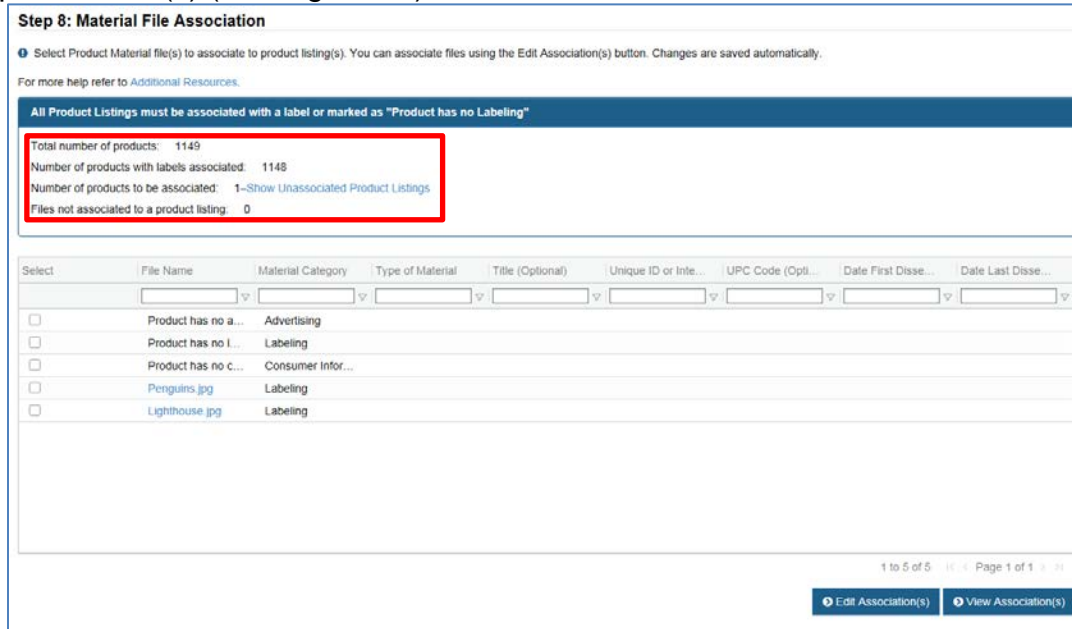 Step 8: Material File Association
Select Product Material file(s) to associate to product listing(s). You can associate files using the Edit Association(s) button. Changes are saved automatically.
For more help refer to Additional Resources.
All Product Listings must be associated with a label or marked as "Product has no Labeling"
Total number of products: 1149
Number of products with labels associated: 1148
Number of products to be associated: 1–Show Unassociated Product Listings
Files not associated to a product listing: 0
Select File Name Material Category Type of Material Title (Optional) Unique ID or Inte... UPC Code (Opti... Date First Disse... Date Last Disse...
Product has no a... Advertising
Product has no l... Labeling
Product has no c... Consumer Infor...
Penguins.jpg Labeling
Lighthouse.jpg Labeling
1 to 5 of 5 Page 1 of 1
Edit Association(s) View Association(s)